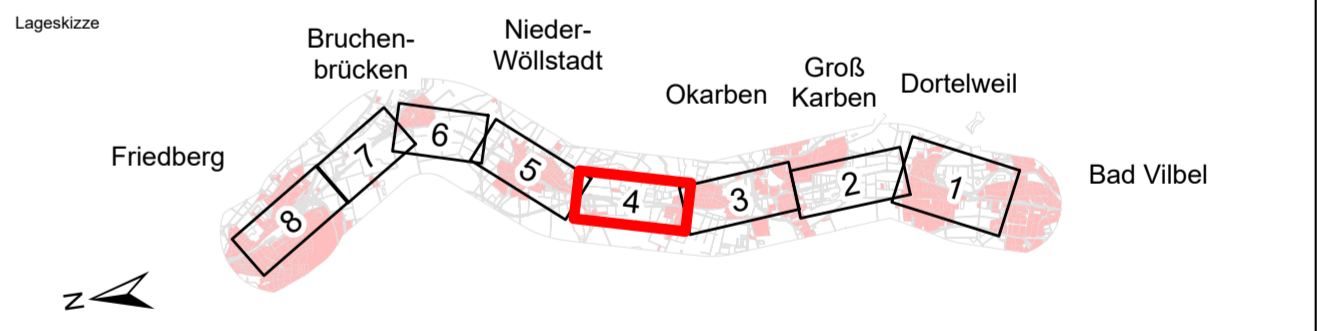 Lageskizze
Bruchen-
brücken
Nieder-
Wöllstadt
Okarben
Groß
Karben
Dortelweil
Friedberg
Bad Vilbel
8
7
6
5
4
3
2
1
N